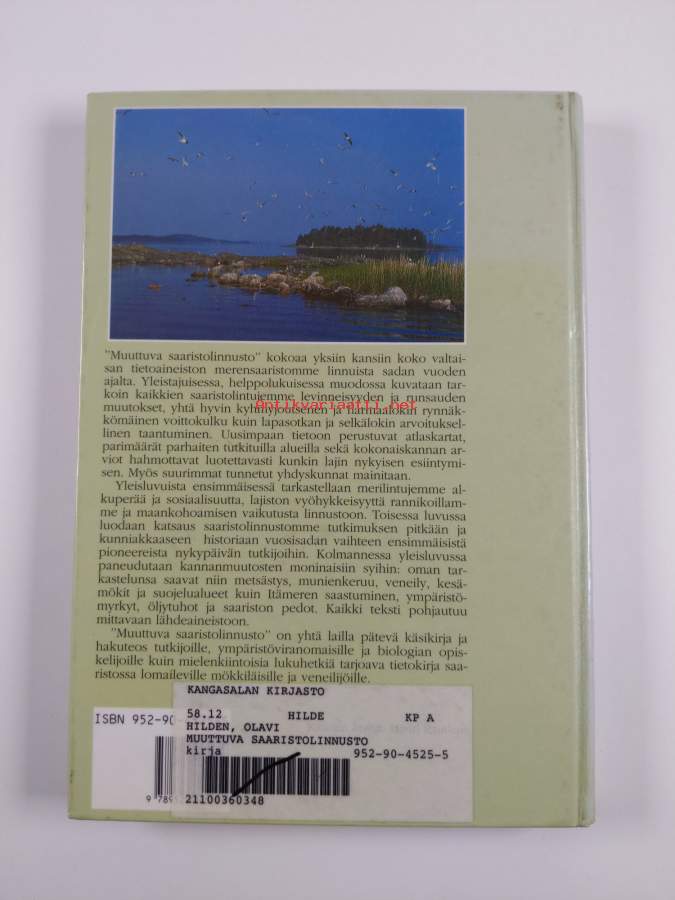 "Muuttuva saaristolinnusto" kokoaa yksiin kansiin koko valtai-
san tietoaineiston merensaaristomme linnuista sadan vuoden
ajalta. Yleistajuisessa, helppolukuisessa muodossa kuvataan tar-
koin kaikkien saaristolintujemme levinneisyyden ja runsauden
muutokset, yhtä hyvin kyhmyjoutsenen ja harmaalokin rynnäk-
Antikvariaatti.net
kömäinen voittokulku kuin lapasotkan ja selkälokin arvoituksel-
linen taantuminen. Uusimpaan tietoon perustuvat atlaskartat,
parimäärät parhaiten tutkituilla alueilla sekä kokonaiskannan ar-
viot hahmottavat luotettavasti kunkin lajin nykyisen esiintymi-
sen. Myös suurimmat tunnetut yhdyskunnat mainitaan.
Yleisluvuista ensimmäisessä tarkastellaan merilintujemme al-
kuperää ja sosiaalisuutta, lajiston vyöhykkeisyyttä rannikoillam-
me ja maankohoamisen vaikutusta linnustoon. Toisessa luvussa
luodaan katsaus saaristolinnustomme tutkimuksen pitkään ja
kunniakkaaseen historiaan vuosisadan vaihteen ensimmäisistä
pioneereista nykypäivän tutkijoihin. Kolmannessa yleisluvussa
paneudutaan kannanmuutosten moninaisiin syihin: oman tar-
kastelunsa saavat niin metsästys, munienkeruu, veneily, kesä-
mökit ja suojelualueet kuin Itämeren saastuminen, ympäristö-
myrkyt, öljytuhot ja saariston pedot. Kaikki teksti pohjautuu
mittavaan lähdeaineistoon.
"Muuttuva saaristolinnusto" on yhtä lailla pätevä käsikirja ja
hakuteos tutkijoille, ympäristöviranomaisille ja biologian opis-
kelijoille kuin mielenkiintoisia lukuhetkiä tarjoava tietokirja saa-
ristossa lomaileville mökkiläisille ja veneilijöille.
KANGASALAN KIRJASTO
ISBN 952-90-
58.12 HILDE KP A
HILDEN, OLAVI
MUUTTUVA SAARISTOLINNUSTO
kirja 952-90-4525-5
9 789
21100360348